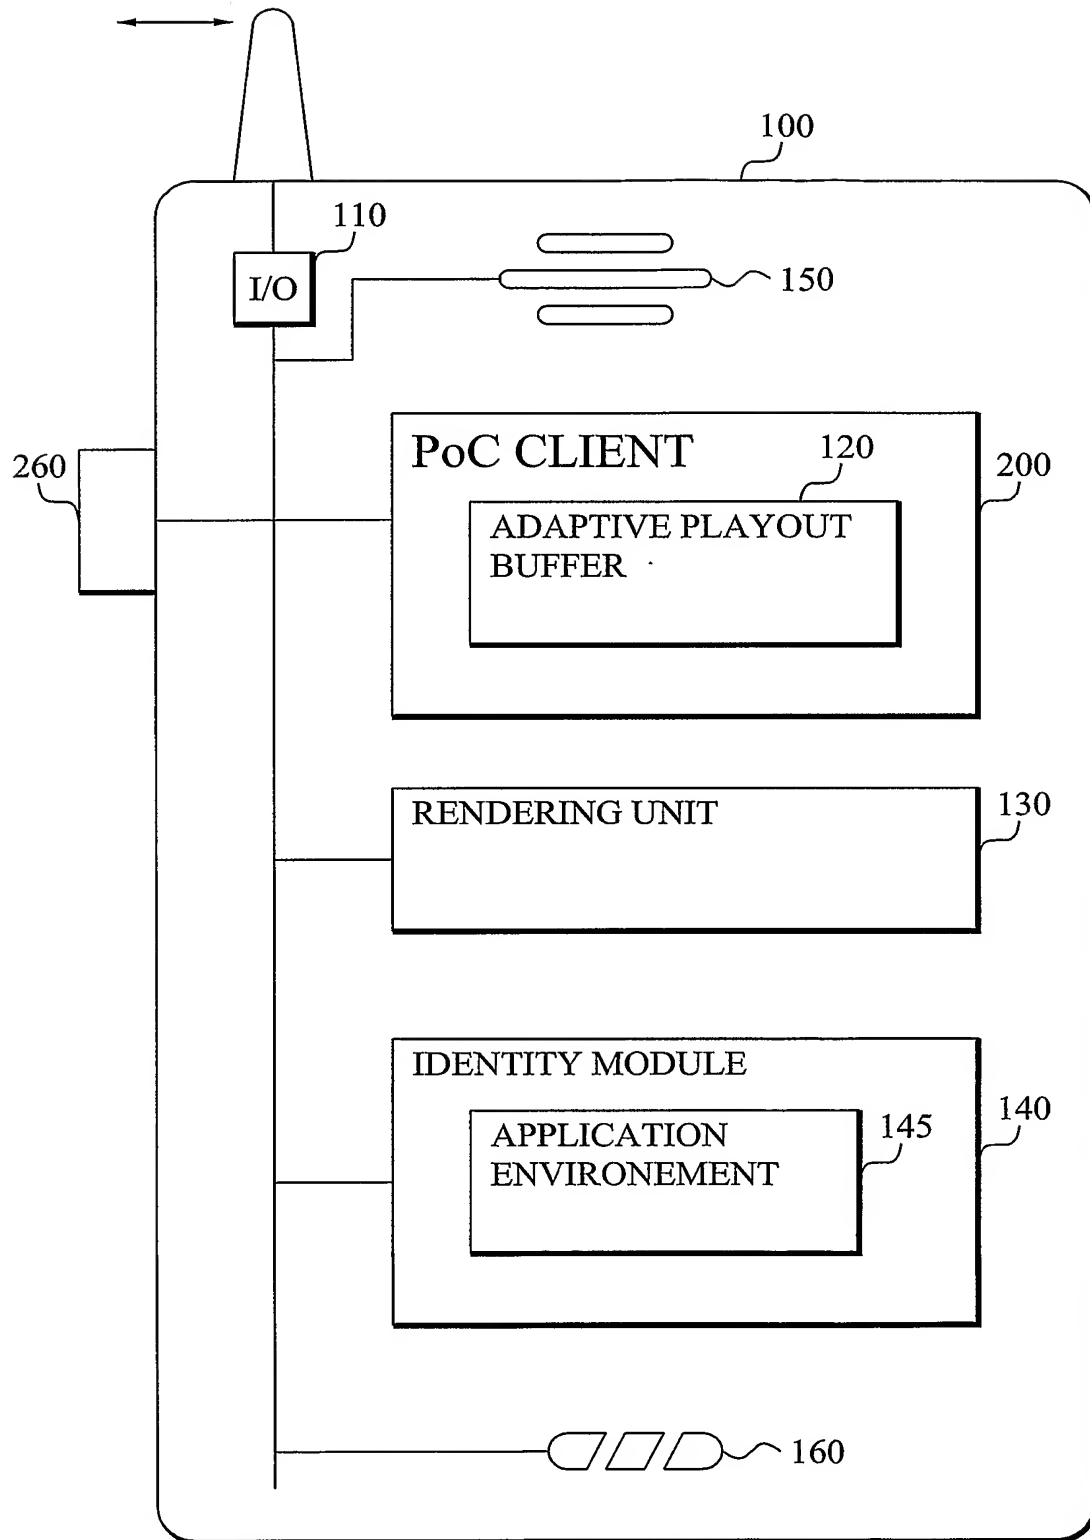 100
110
I/O
150
PoC CLIENT
120
260
200
ADAPTIVE PLAYOUT
BUFFER
RENDERING UNIT
130
IDENTITY MODULE
140
APPLICATION
ENVIRONEMENT
145
160